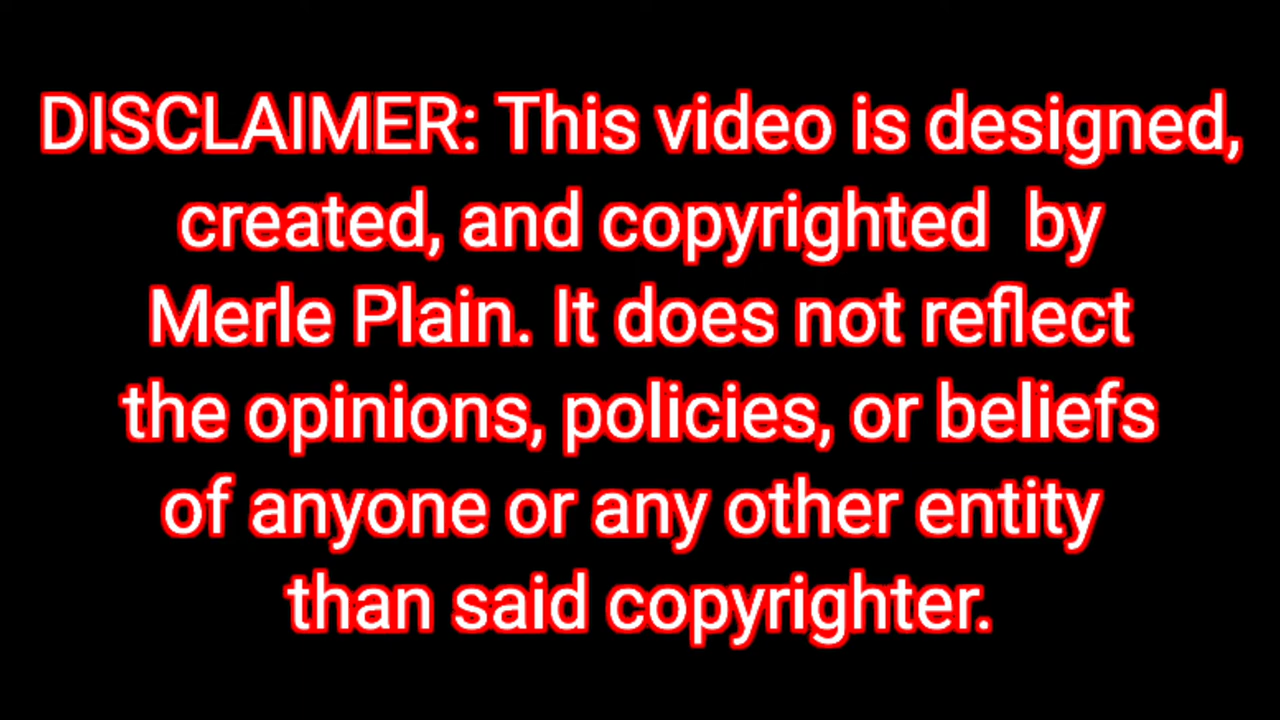 DISCLAIMER: This video is designed,
created, and copyrighted  by
Merle Plain. It does not reflect
the opinions, policies, or beliefs
of anyone or any other entity
than said copyrighter.